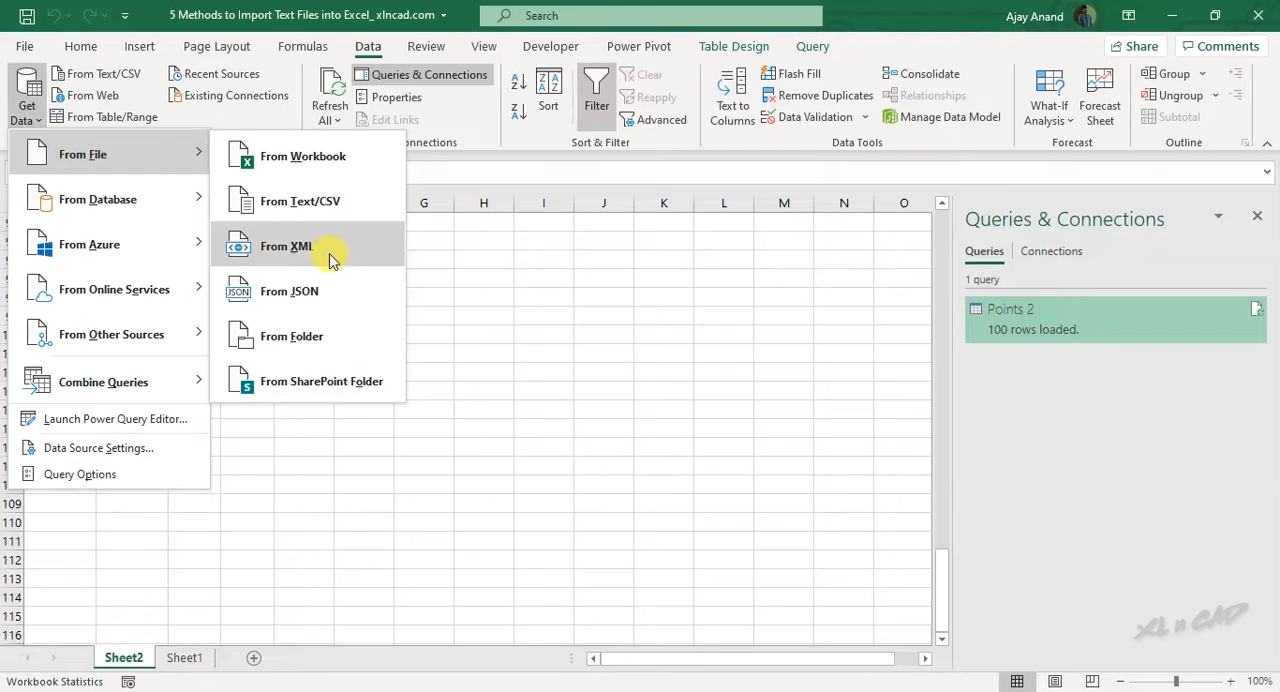 5 Methods to Import Text Files into Excel_ xlncad.com
Search
Ajay Anand
File Home Insert Page Layout Formulas Data Review View Developer Power Pivot Table Design Query Share Comments
Get Data
From Text/CSV
From Web
From Table/Range
Recent Sources
Existing Connections
Refresh All
Queries & Connections
Properties
Edit Links
onnections
Sort
Filter
Clear
Reapply
Advanced
Sort & Filter
Text to Columns
Flash Fill
Remove Duplicates
Data Validation
Consolidate
Relationships
Manage Data Model
Data Tools
What-If Analysis
Forecast Sheet
Forecast
Group
Ungroup
Subtotal
Outline
From File
From Database
From Azure
From Online Services
From Other Sources
Combine Queries
Launch Power Query Editor...
Data Source Settings...
Query Options
From Workbook
From Text/CSV
From XML
From JSON
JSON
From Folder
From SharePoint Folder
G H I J K L M N O
109
110
111
112
113
114
115
116
Queries & Connections
Queries Connections
1 query
Points 2
100 rows loaded.
XL n CAD
Sheet2 Sheet1
Workbook Statistics
100%